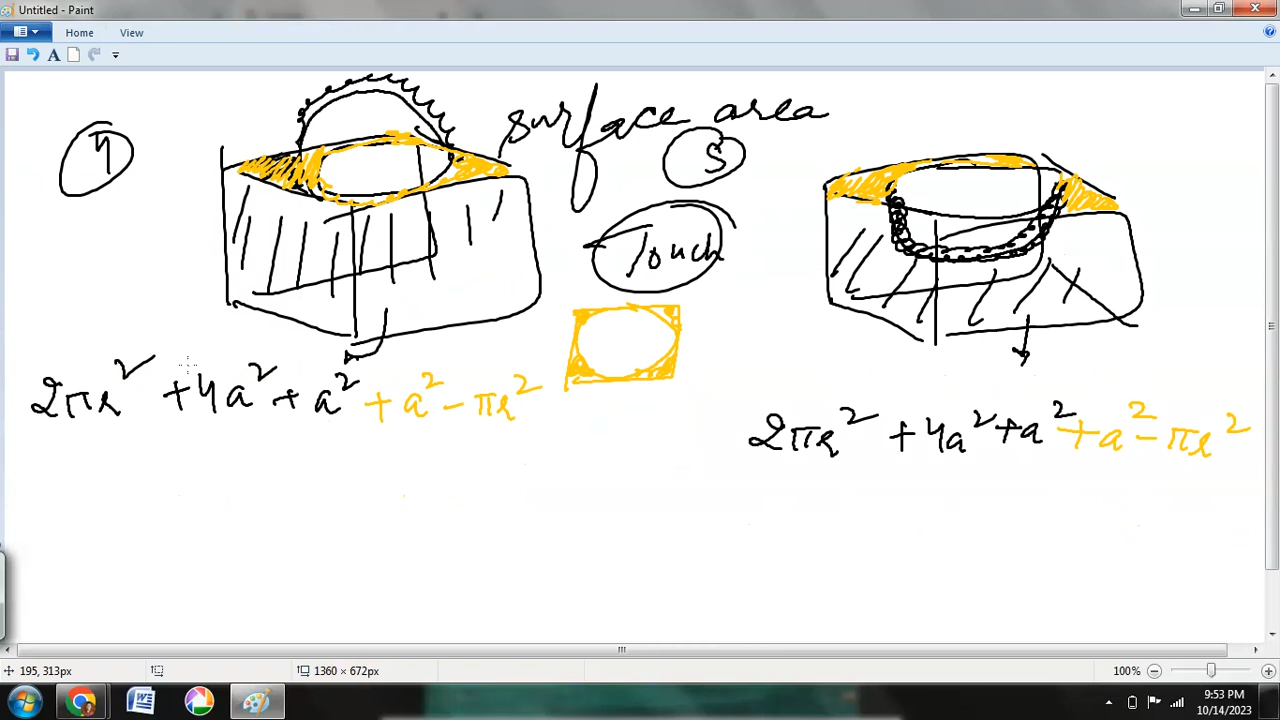 Untitled - Paint
Home View
surface area
4
5
Touch
2πr² + 4a² + a² + a² - πr²
2πr² + 4a² + a² + a² - πr²
195, 313px
1360 × 672px
100%
9:53 PM
10/14/2023